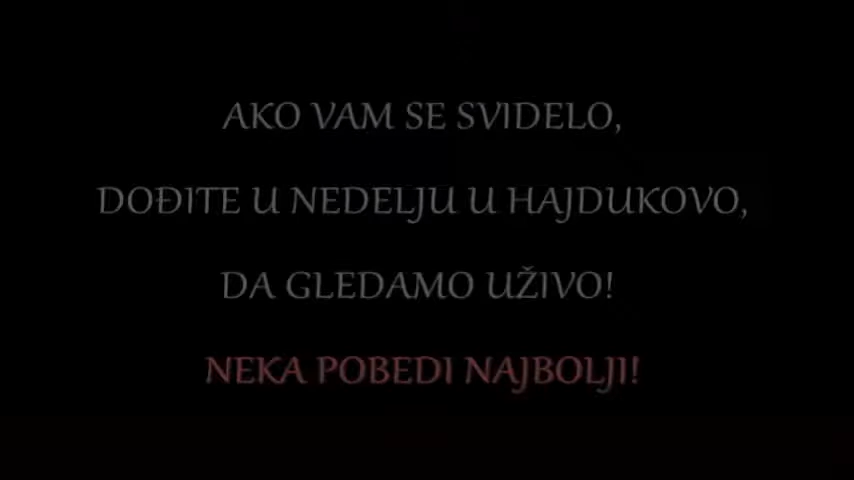 AKO VAM SE SVIDELO,
DOĐITE U NEDELJU U HAJDUKOVO,
DA GLEDAMO UŽIVO!
NEKA POBEDI NAJBOLJI!